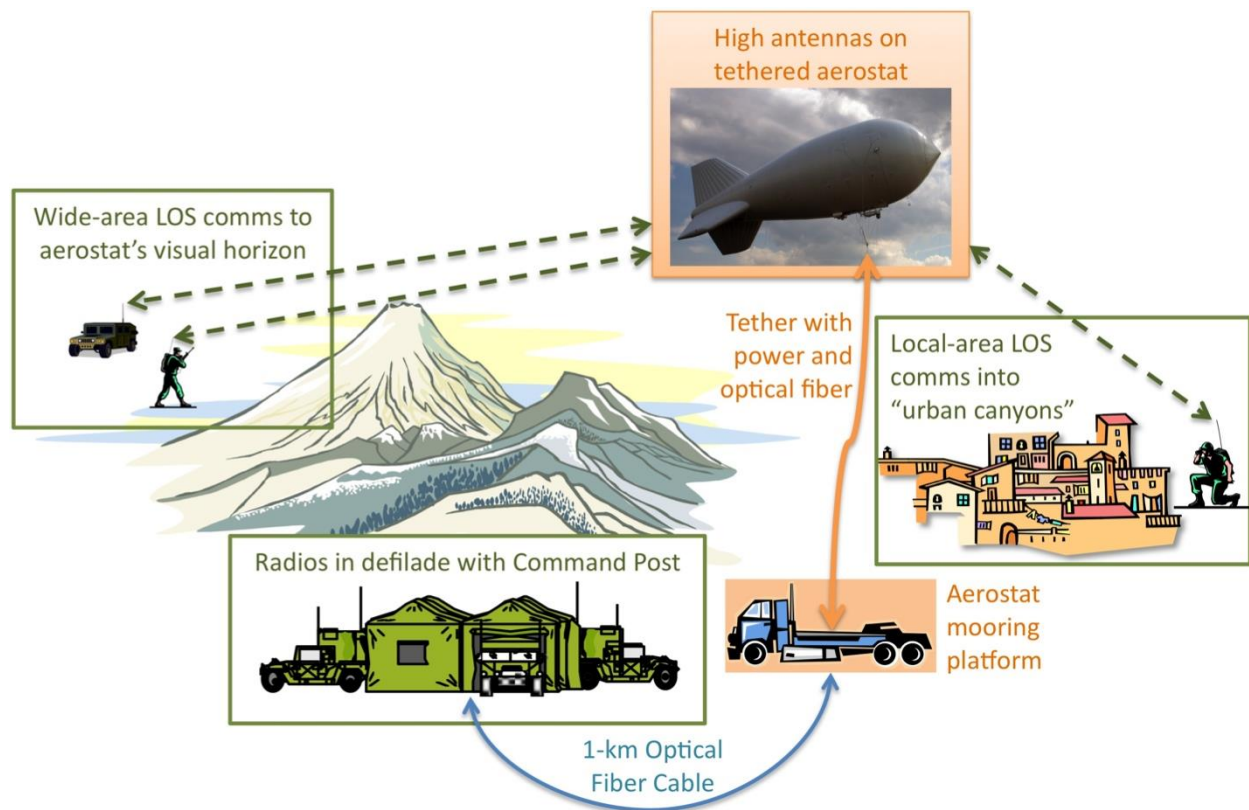 High antennas on
tethered aerostat
Wide-area LOS comms to
aerostat’s visual horizon
Tether with
power and
optical fiber
Local-area LOS
comms into
“urban canyons”
Radios in defilade with Command Post
Aerostat
mooring
platform
1-km Optical
Fiber Cable